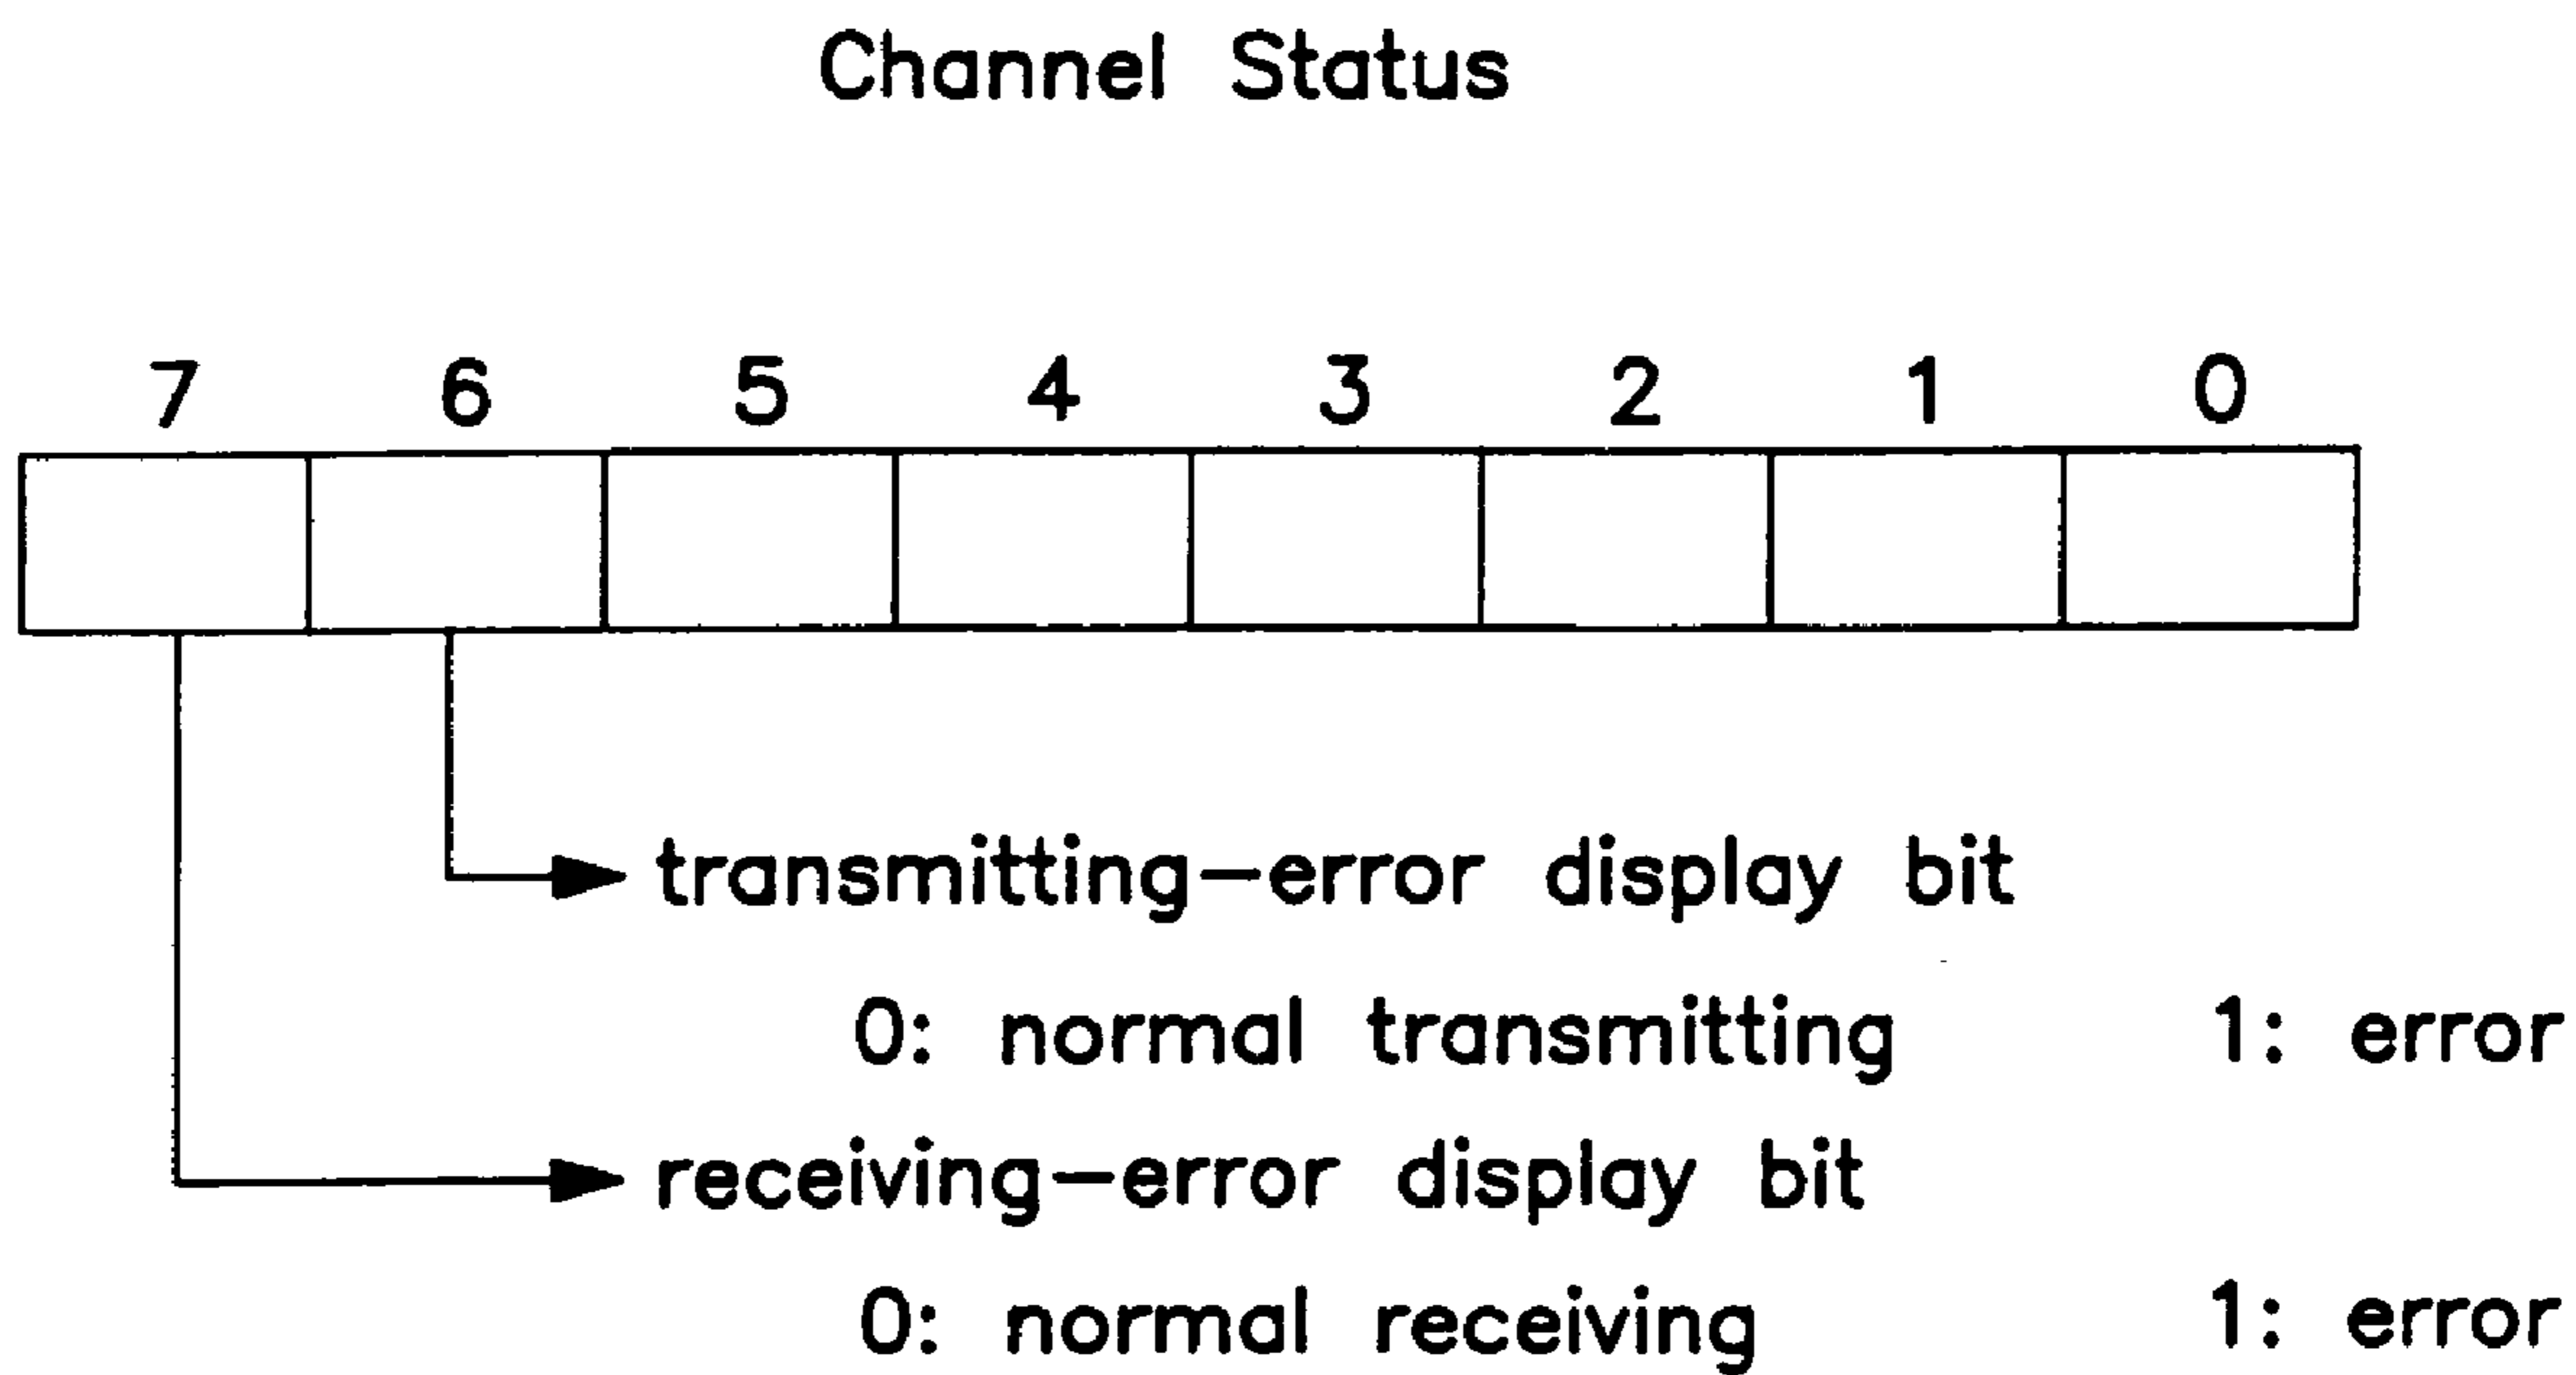 Channel Status
7 6 5 4 3 2 1 0
transmitting-error display bit
0: normal transmitting 1: error
receiving-error display bit
0: normal receiving 1: error